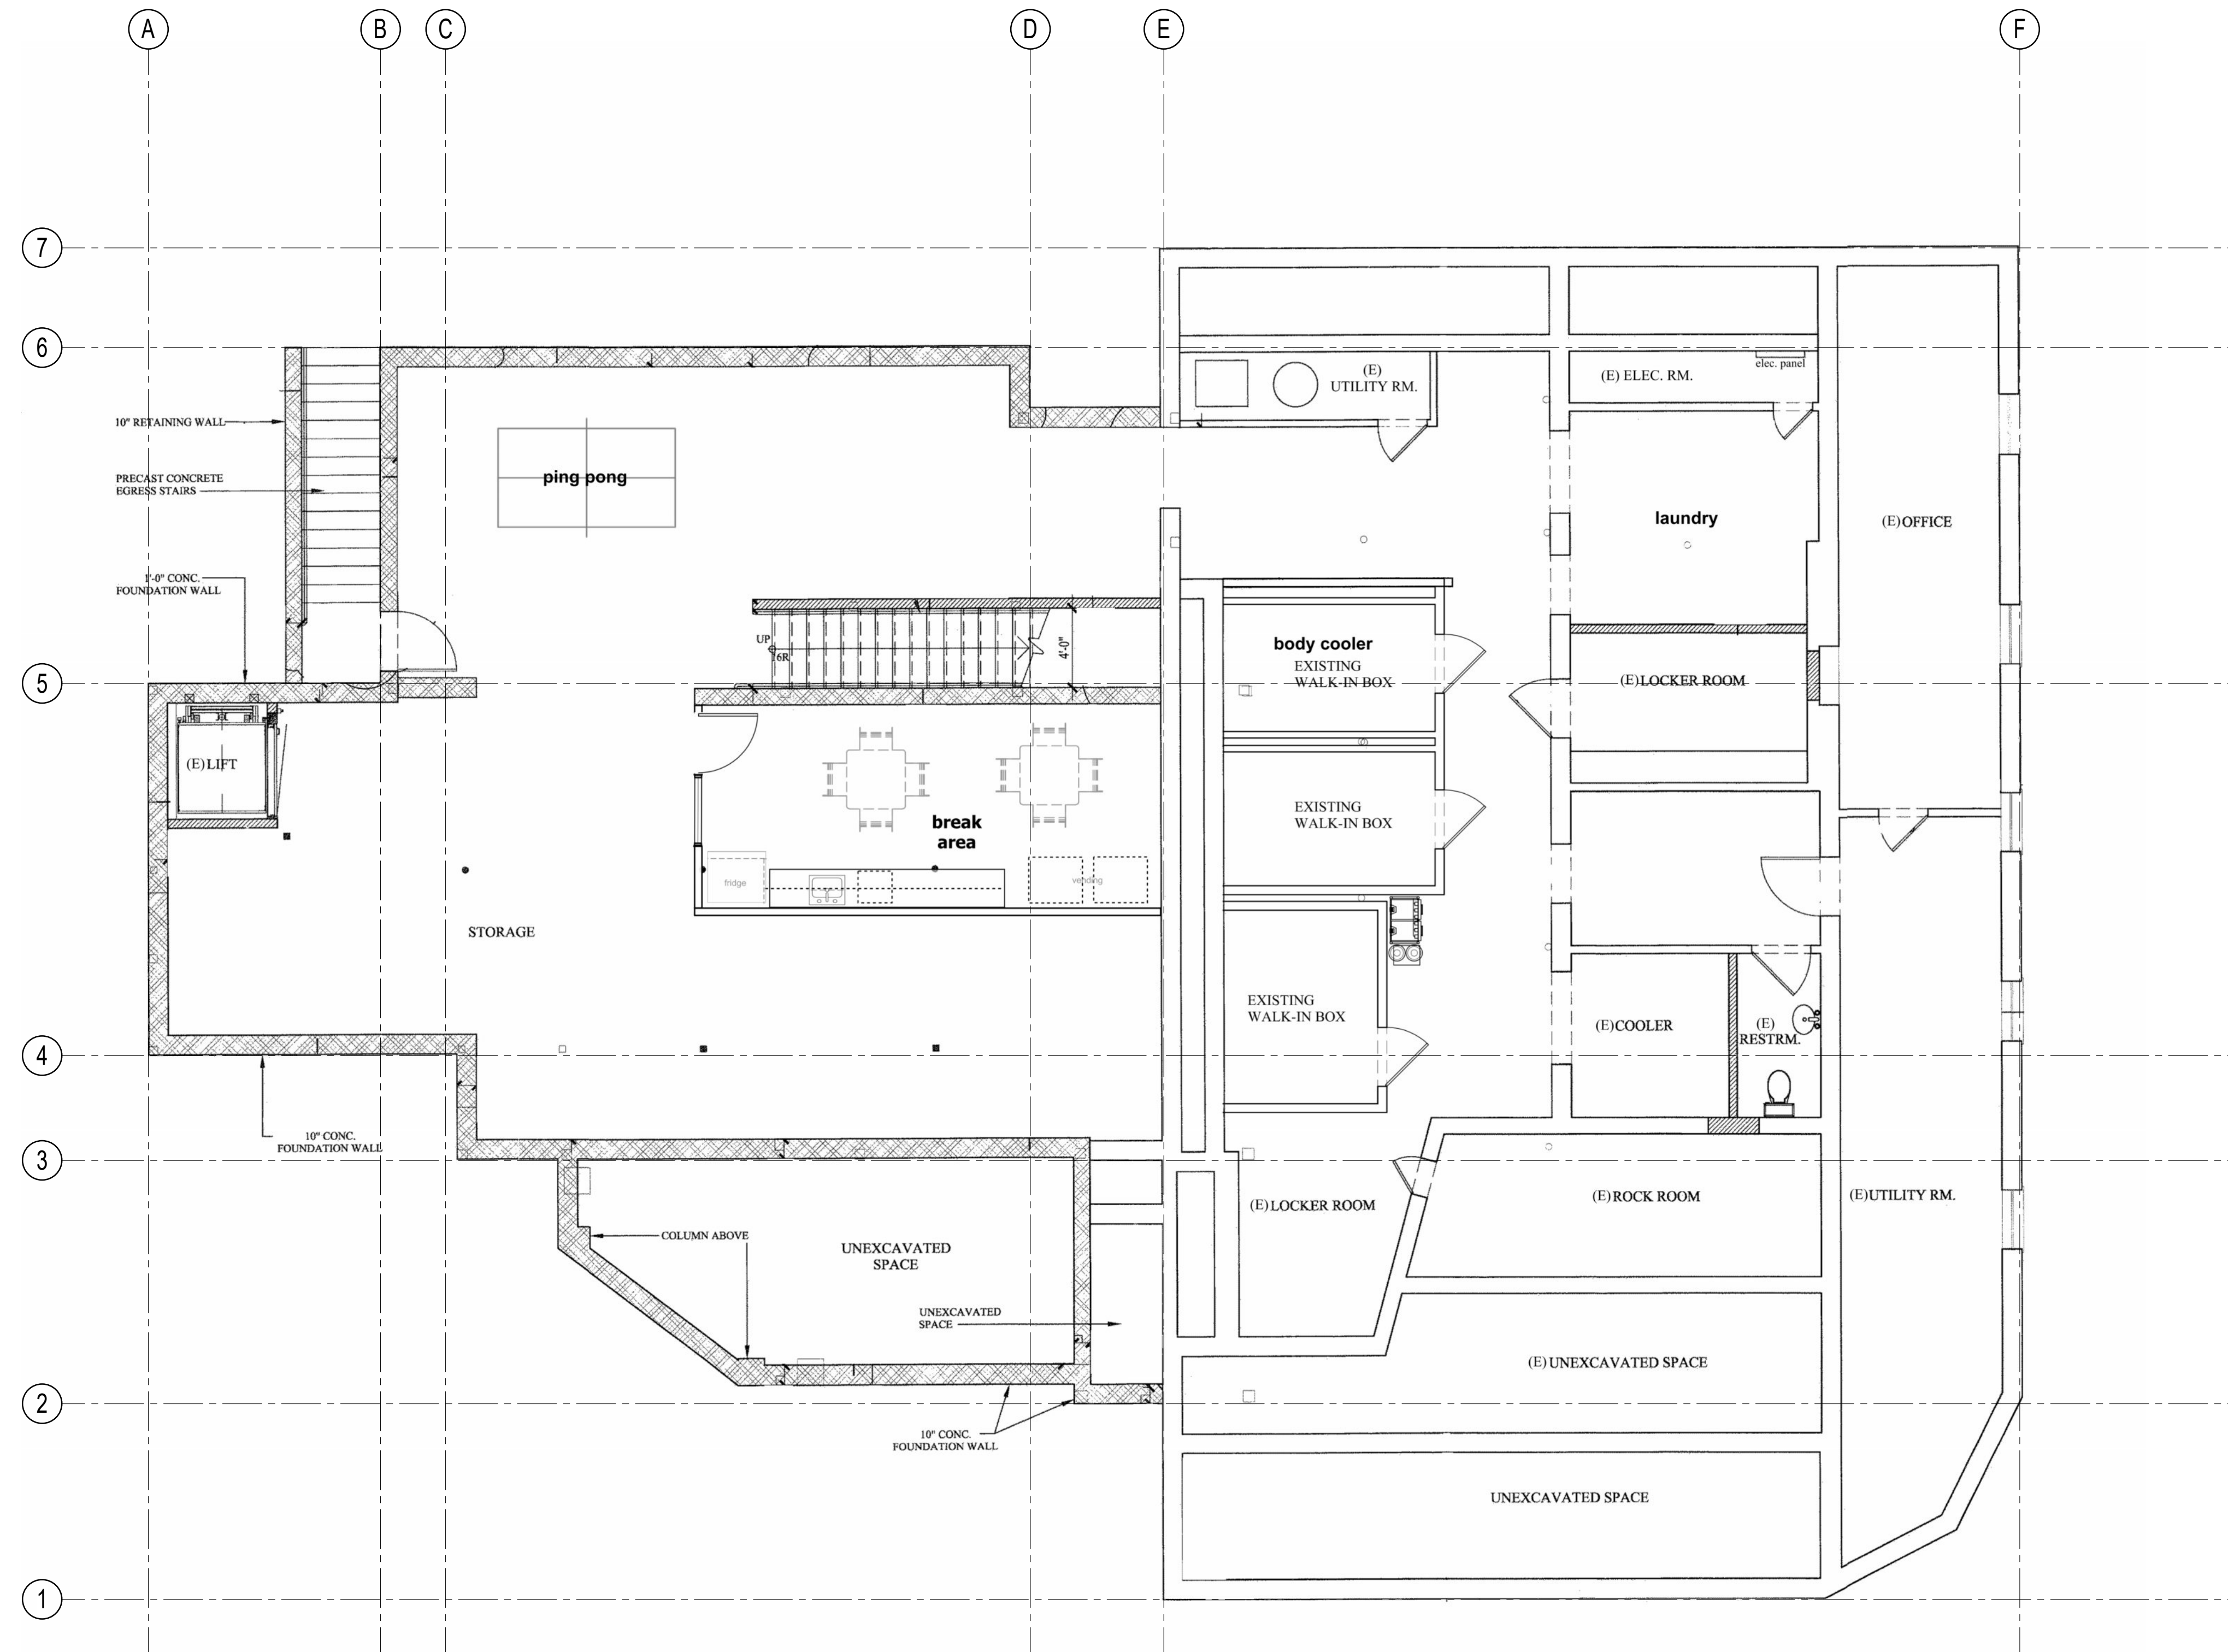 A
B
C
D
E
F
7
6
5
4
3
2
1
10" RETAINING WALL
PRECAST CONCRETE
EGRESS STAIRS
1'-0" CONC.
FOUNDATION WALL
ping pong
UP
16R
4'-0"
(E) LIFT
break
area
fridge
vending
STORAGE
10" CONC.
FOUNDATION WALL
COLUMN ABOVE
UNEXCAVATED
SPACE
UNEXCAVATED
SPACE
10" CONC.
FOUNDATION WALL
(E)
UTILITY RM.
(E) ELEC. RM.
elec. panel
laundry
(E) OFFICE
body cooler
EXISTING
WALK-IN BOX
(E) LOCKER ROOM
EXISTING
WALK-IN BOX
EXISTING
WALK-IN BOX
(E) COOLER
(E)
RESTRM.
(E) LOCKER ROOM
(E) ROCK ROOM
(E) UTILITY RM.
(E) UNEXCAVATED SPACE
UNEXCAVATED SPACE